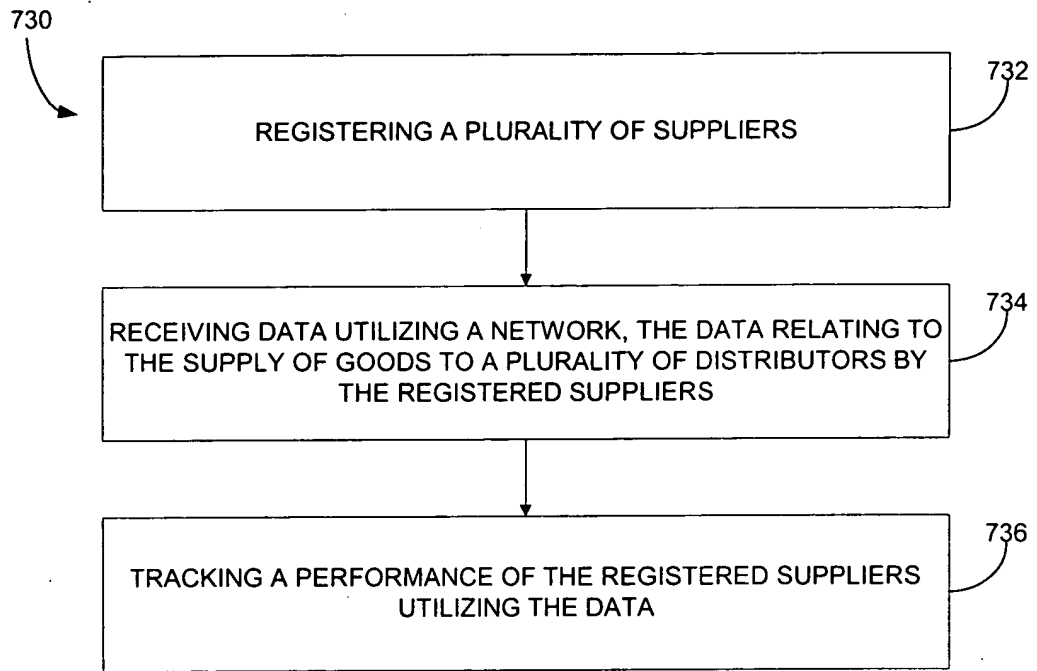 730
732
REGISTERING A PLURALITY OF SUPPLIERS
734
RECEIVING DATA UTILIZING A NETWORK, THE DATA RELATING TO
THE SUPPLY OF GOODS TO A PLURALITY OF DISTRIBUTORS BY
THE REGISTERED SUPPLIERS
736
TRACKING A PERFORMANCE OF THE REGISTERED SUPPLIERS
UTILIZING THE DATA